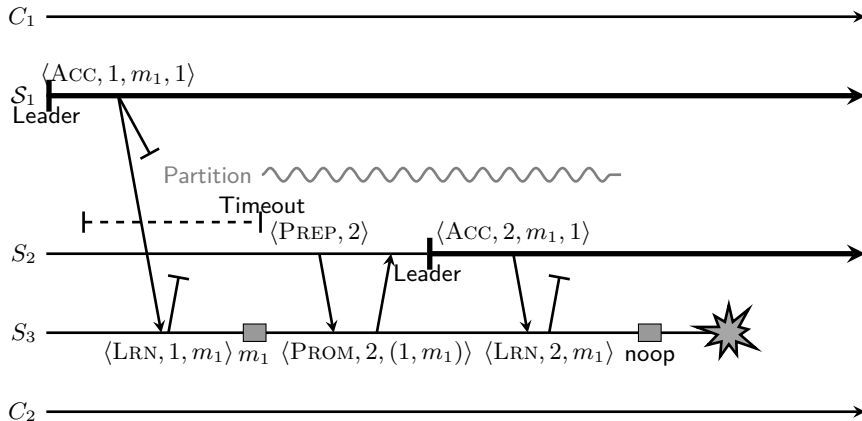 C₁
⟨ACC, 1, m₁, 1⟩
𝒮₁
Leader
Partition
Timeout
⟨PREP, 2⟩
⟨ACC, 2, m₁, 1⟩
S₂
Leader
S₃
⟨LRN, 1, m₁⟩ m₁ ⟨PROM, 2, (1, m₁)⟩ ⟨LRN, 2, m₁⟩ noop
C₂